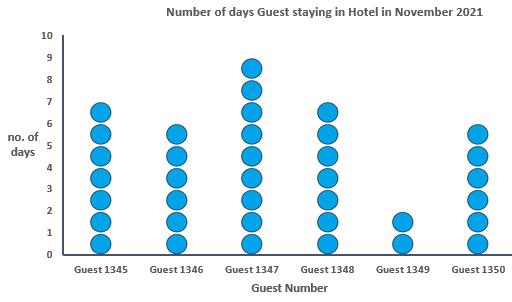 Number of days Guest staying in Hotel in November 2021
10
9
8
7
6
5
4
3
2
1
0
no. of
days
Guest 1345 Guest 1346 Guest 1347 Guest 1348 Guest 1349 Guest 1350
Guest Number